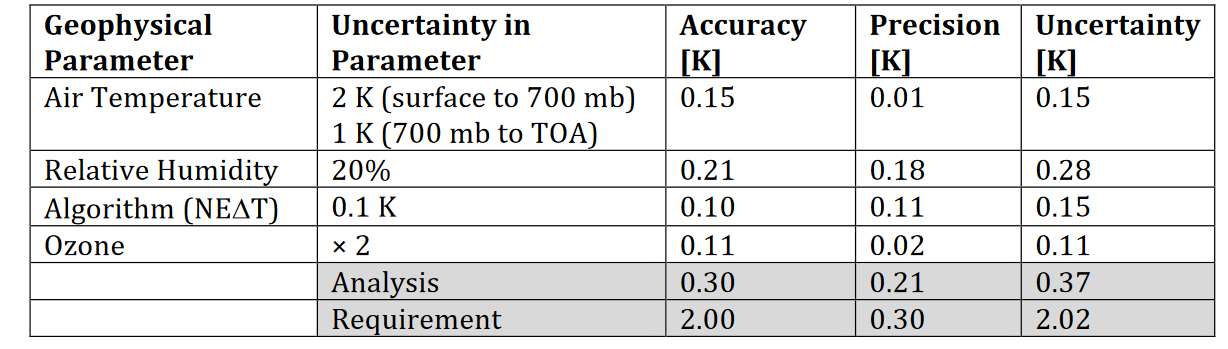 Geophysical Parameter | Uncertainty in Parameter | Accuracy [K] | Precision [K] | Uncertainty [K]
Air Temperature | 2 K (surface to 700 mb) 1 K (700 mb to TOA) | 0.15 | 0.01 | 0.15
Relative Humidity | 20% | 0.21 | 0.18 | 0.28
Algorithm (NEΔT) | 0.1 K | 0.10 | 0.11 | 0.15
Ozone | × 2 | 0.11 | 0.02 | 0.11
Analysis | 0.30 | 0.21 | 0.37
Requirement | 2.00 | 0.30 | 2.02